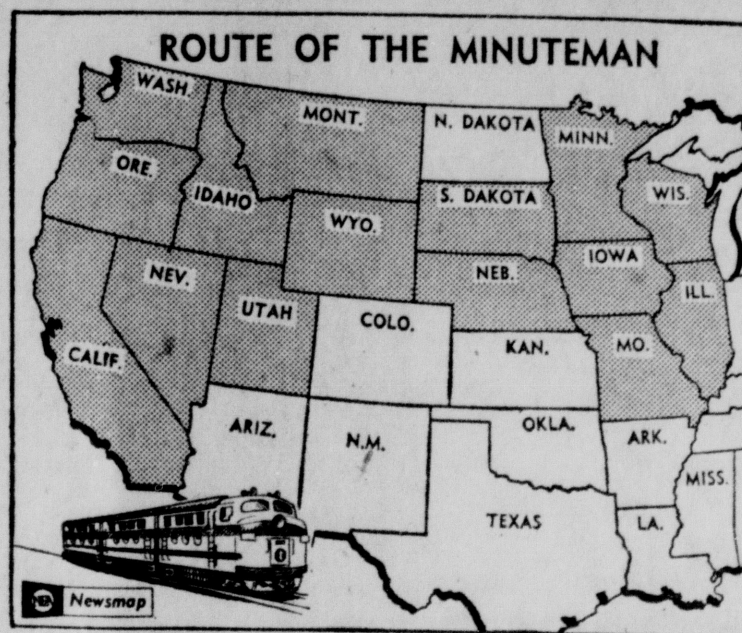 ROUTE OF THE MINUTEMAN
WASH.
MONT.
N. DAKOTA
MINN.
ORE.
IDAHO
S. DAKOTA
WIS.
WYO.
NEV.
NEB.
IOWA
UTAH
ILL.
COLO.
CALIF.
KAN.
MO.
ARIZ.
N.M.
OKLA.
ARK.
MISS.
TEXAS
LA.
NEA Newsmap